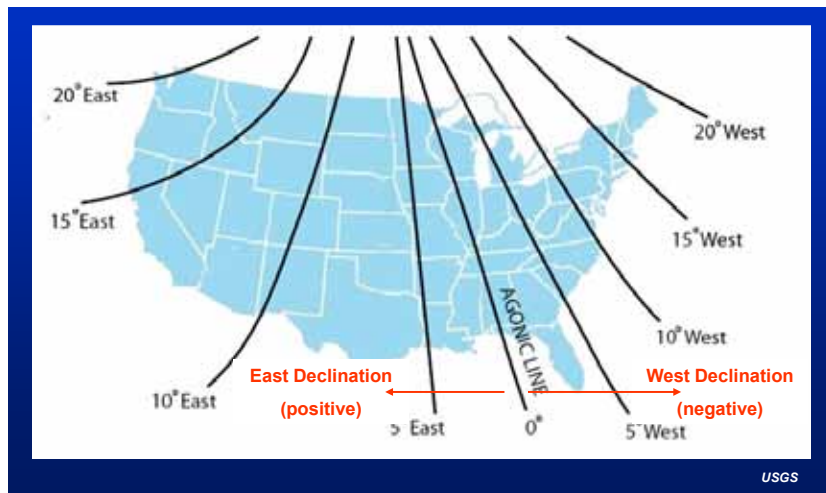 20° East
20° West
15° East
15° West
AGONIC LINE
10° West
East Declination
(positive)
West Declination
(negative)
10° East
5 East
0°
5° West
USGS